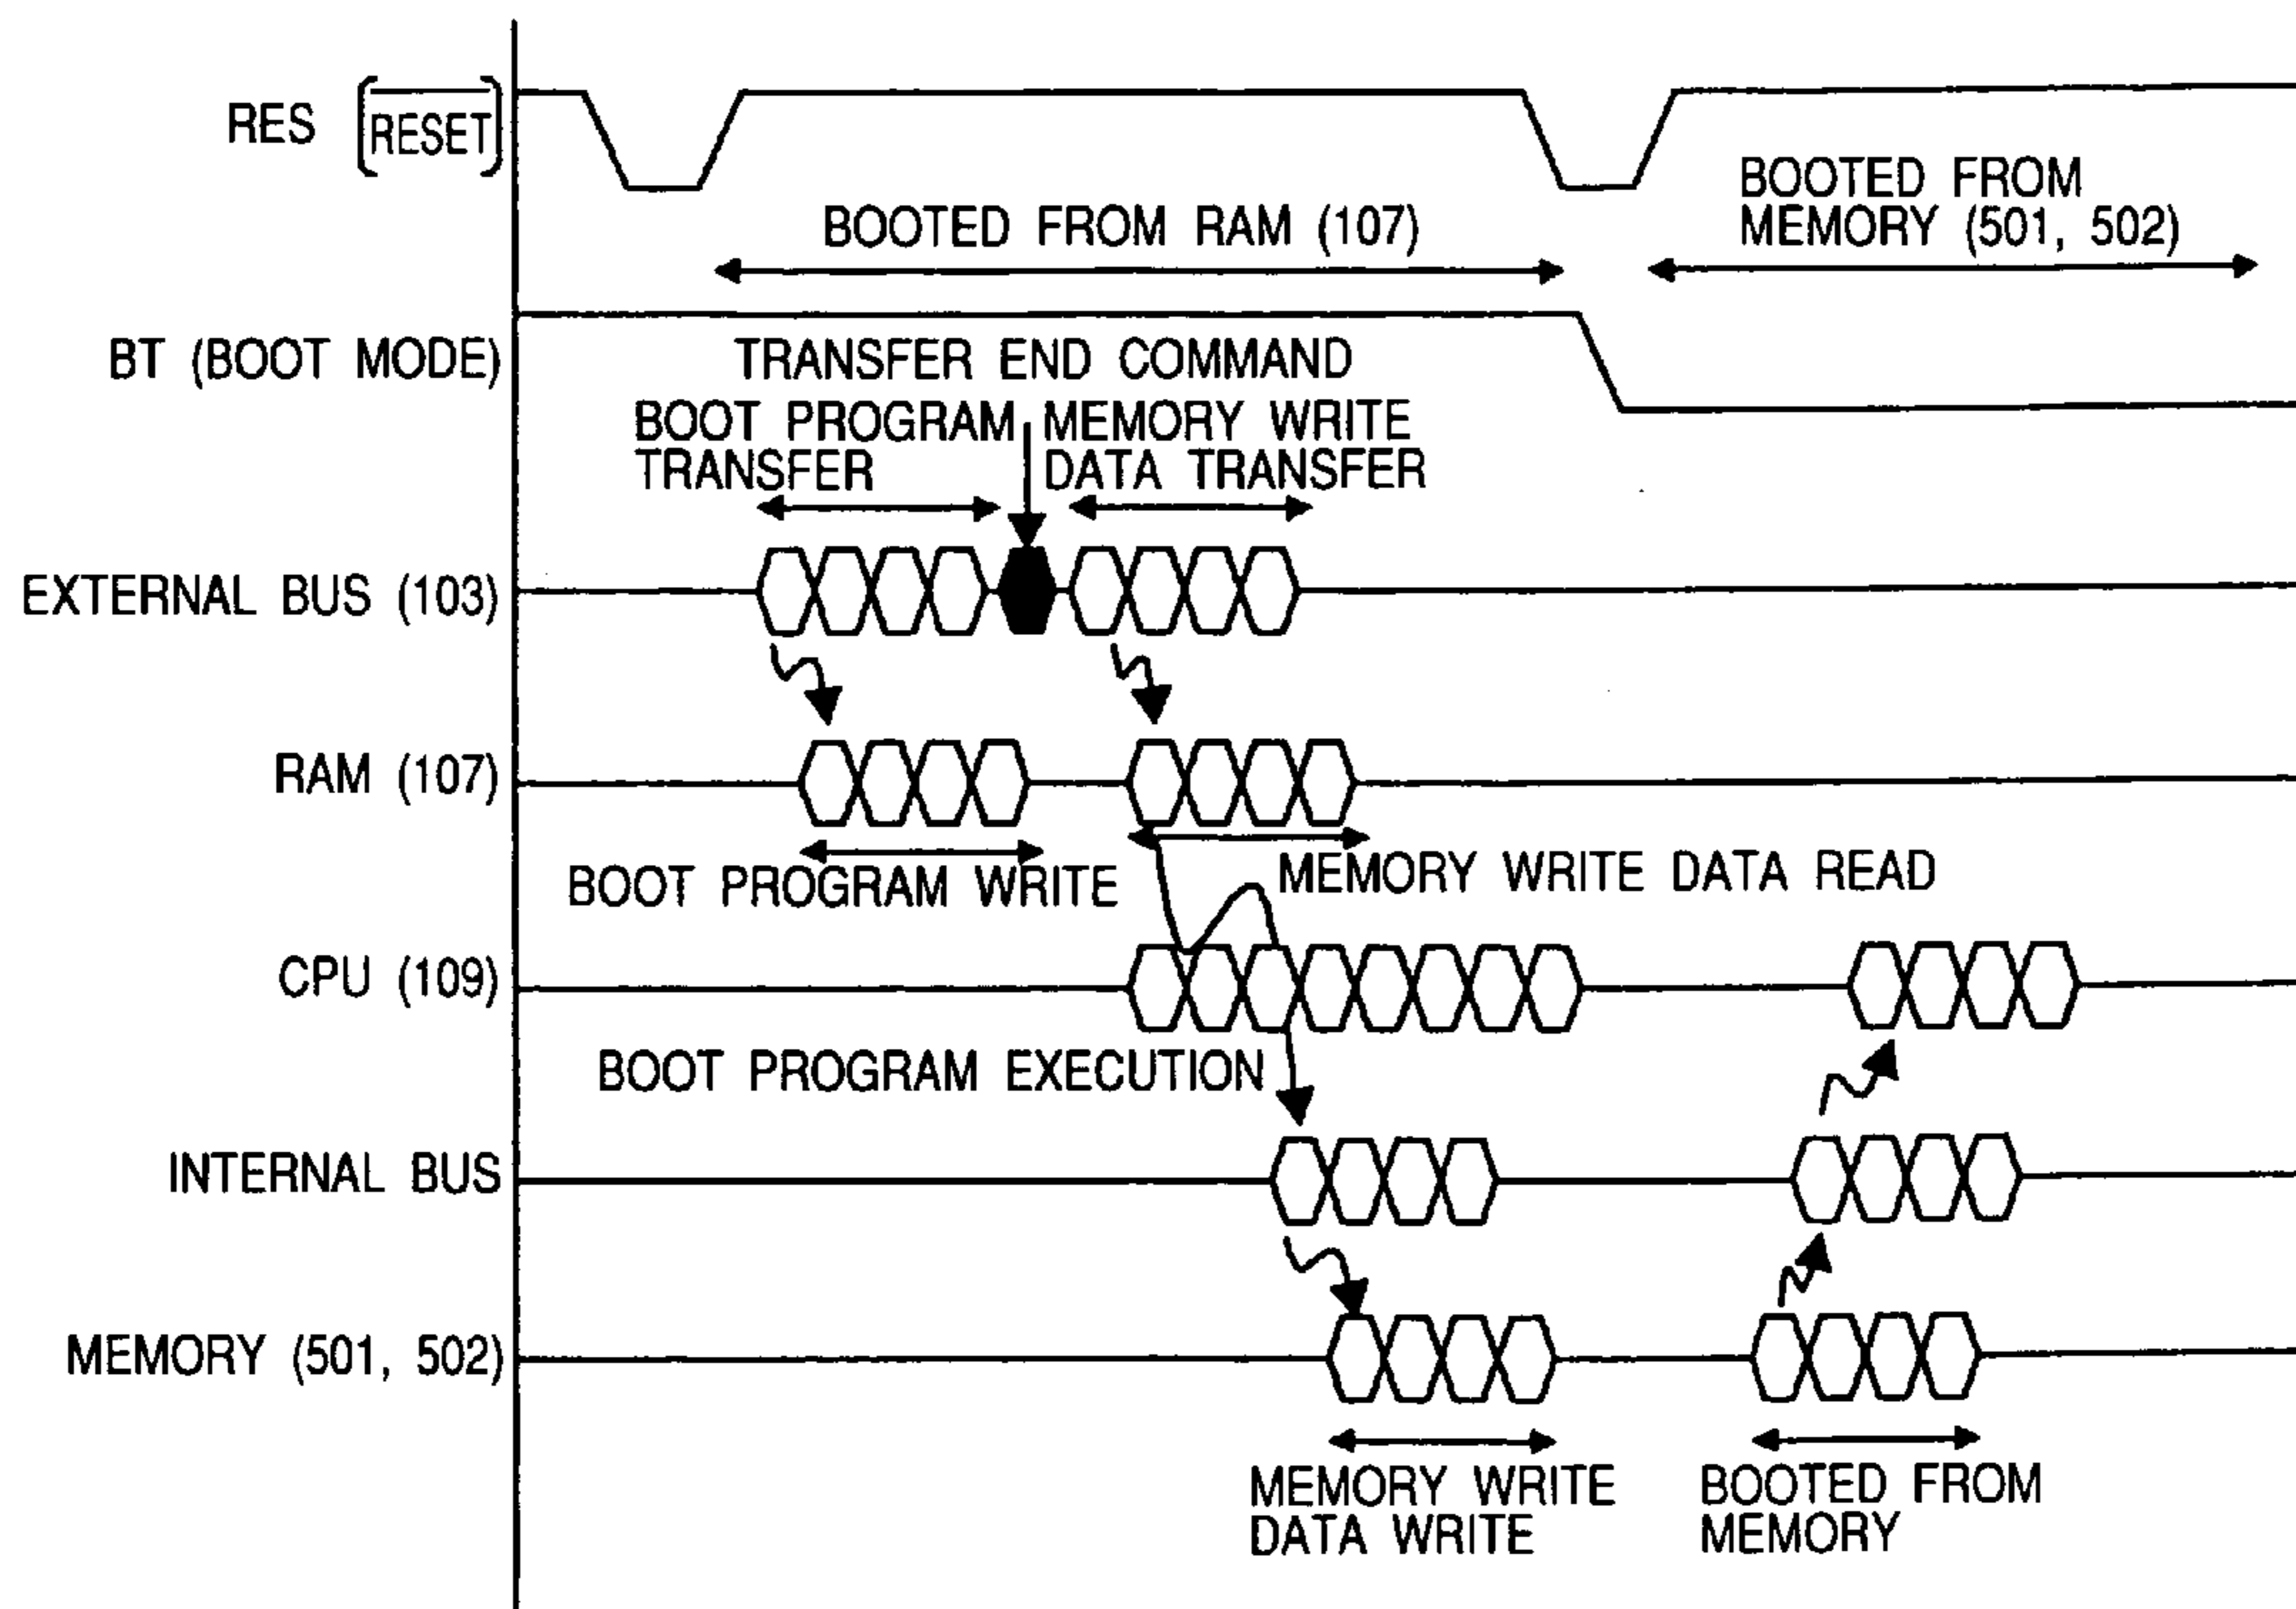 RES [RESET]
BOOTED FROM RAM (107)
BOOTED FROM
MEMORY (501, 502)
BT (BOOT MODE)
TRANSFER END COMMAND
BOOT PROGRAM
TRANSFER
MEMORY WRITE
DATA TRANSFER
EXTERNAL BUS (103)
RAM (107)
BOOT PROGRAM WRITE
MEMORY WRITE DATA READ
CPU (109)
BOOT PROGRAM EXECUTION
INTERNAL BUS
MEMORY (501, 502)
MEMORY WRITE
DATA WRITE
BOOTED FROM
MEMORY